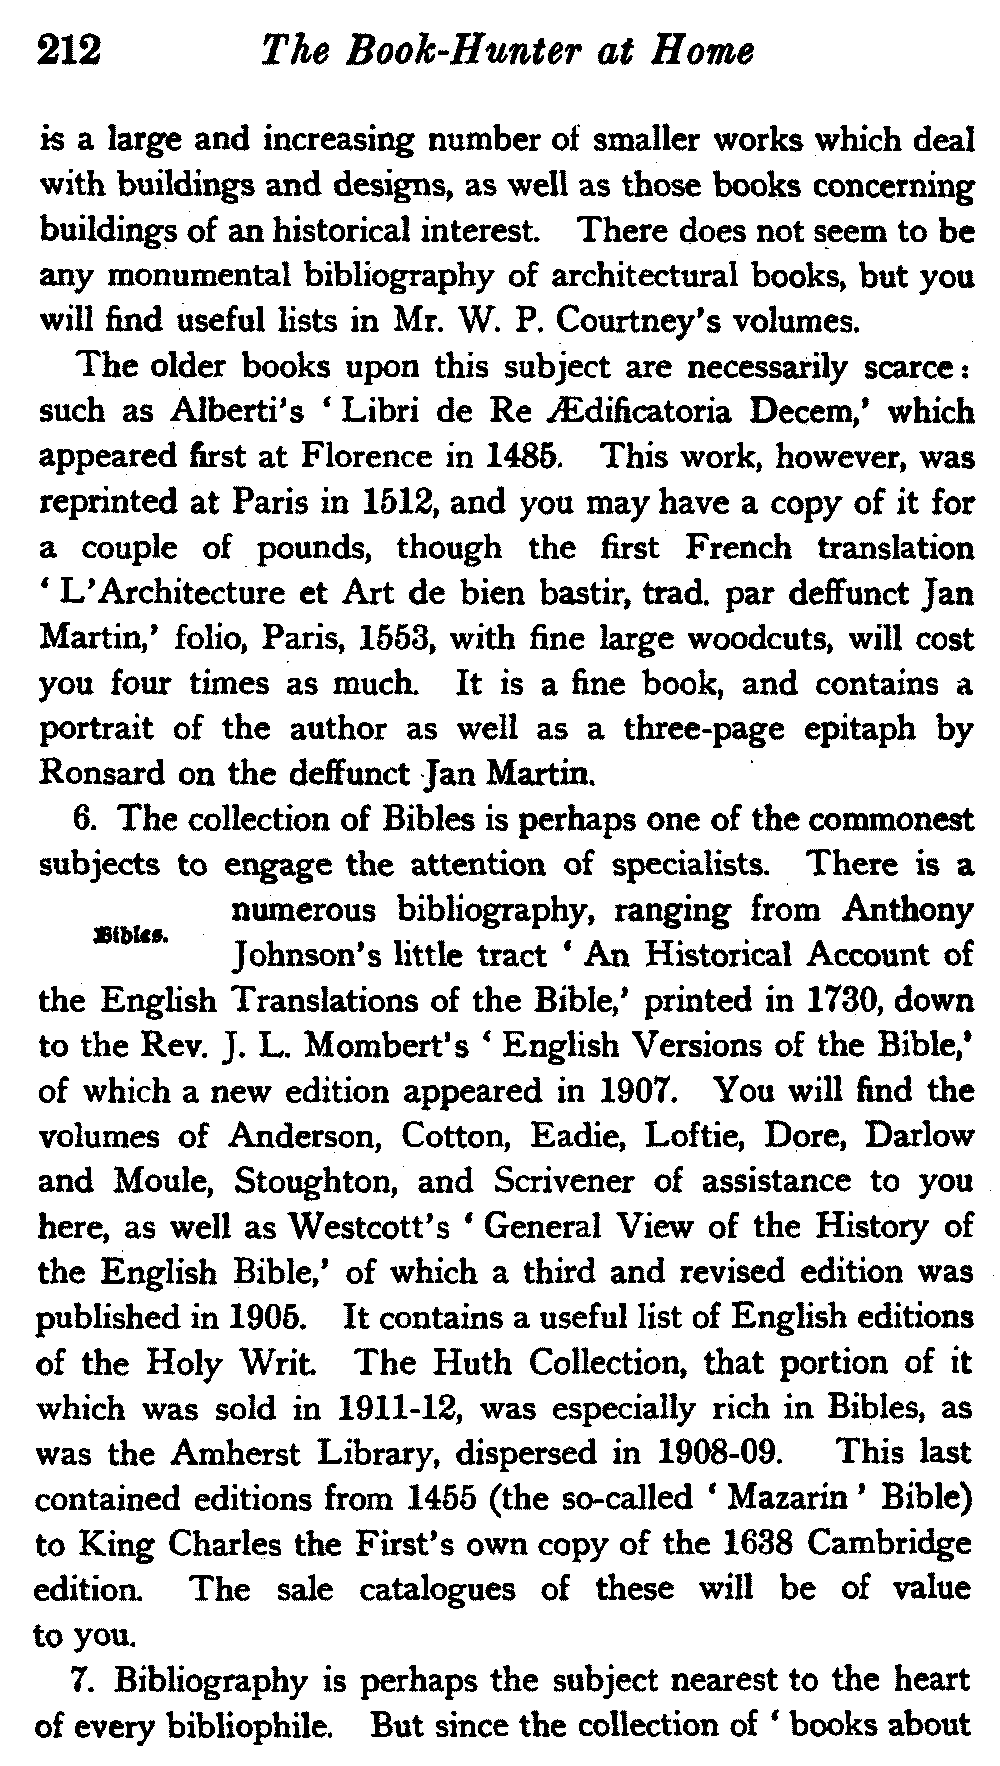 212 The Book-Hunter at Home
is a large and increasing number of smaller works which deal
with buildings and designs, as well as those books concerning
buildings of an historical interest. There does not seem to be
any monumental bibliography of architectural books, but you
will find useful lists in Mr. W. P. Courtney's volumes.
The older books upon this subject are necessarily scarce:
such as Alberti's ‘ Libri de Re Ædificatoria Decem,’ which
appeared first at Florence in 1485. This work, however, was
reprinted at Paris in 1512, and you may have a copy of it for
a couple of pounds, though the first French translation
‘ L’Architecture et Art de bien bastir, trad. par deffunct Jan
Martin,’ folio, Paris, 1553, with fine large woodcuts, will cost
you four times as much. It is a fine book, and contains a
portrait of the author as well as a three-page epitaph by
Ronsard on the deffunct Jan Martin.
6. The collection of Bibles is perhaps one of the commonest
subjects to engage the attention of specialists. There is a
numerous bibliography, ranging from Anthony
Bibles.
Johnson's little tract ‘ An Historical Account of
the English Translations of the Bible,’ printed in 1730, down
to the Rev. J. L. Mombert's ‘ English Versions of the Bible,’
of which a new edition appeared in 1907. You will find the
volumes of Anderson, Cotton, Eadie, Loftie, Dore, Darlow
and Moule, Stoughton, and Scrivener of assistance to you
here, as well as Westcott's ‘ General View of the History of
the English Bible,’ of which a third and revised edition was
published in 1905. It contains a useful list of English editions
of the Holy Writ. The Huth Collection, that portion of it
which was sold in 1911-12, was especially rich in Bibles, as
was the Amherst Library, dispersed in 1908-09. This last
contained editions from 1455 (the so-called ‘ Mazarin ’ Bible)
to King Charles the First's own copy of the 1638 Cambridge
edition. The sale catalogues of these will be of value
to you.
7. Bibliography is perhaps the subject nearest to the heart
of every bibliophile. But since the collection of ‘ books about